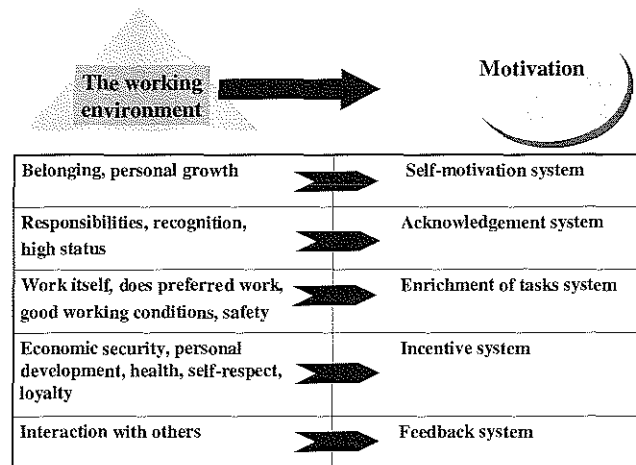 The working
environment
Motivation
Belonging, personal growth
Self-motivation system
Responsibilities, recognition,
high status
Acknowledgement system
Work itself, does preferred work,
good working conditions, safety
Enrichment of tasks system
Economic security, personal
development, health, self-respect,
loyalty
Incentive system
Interaction with others
Feedback system